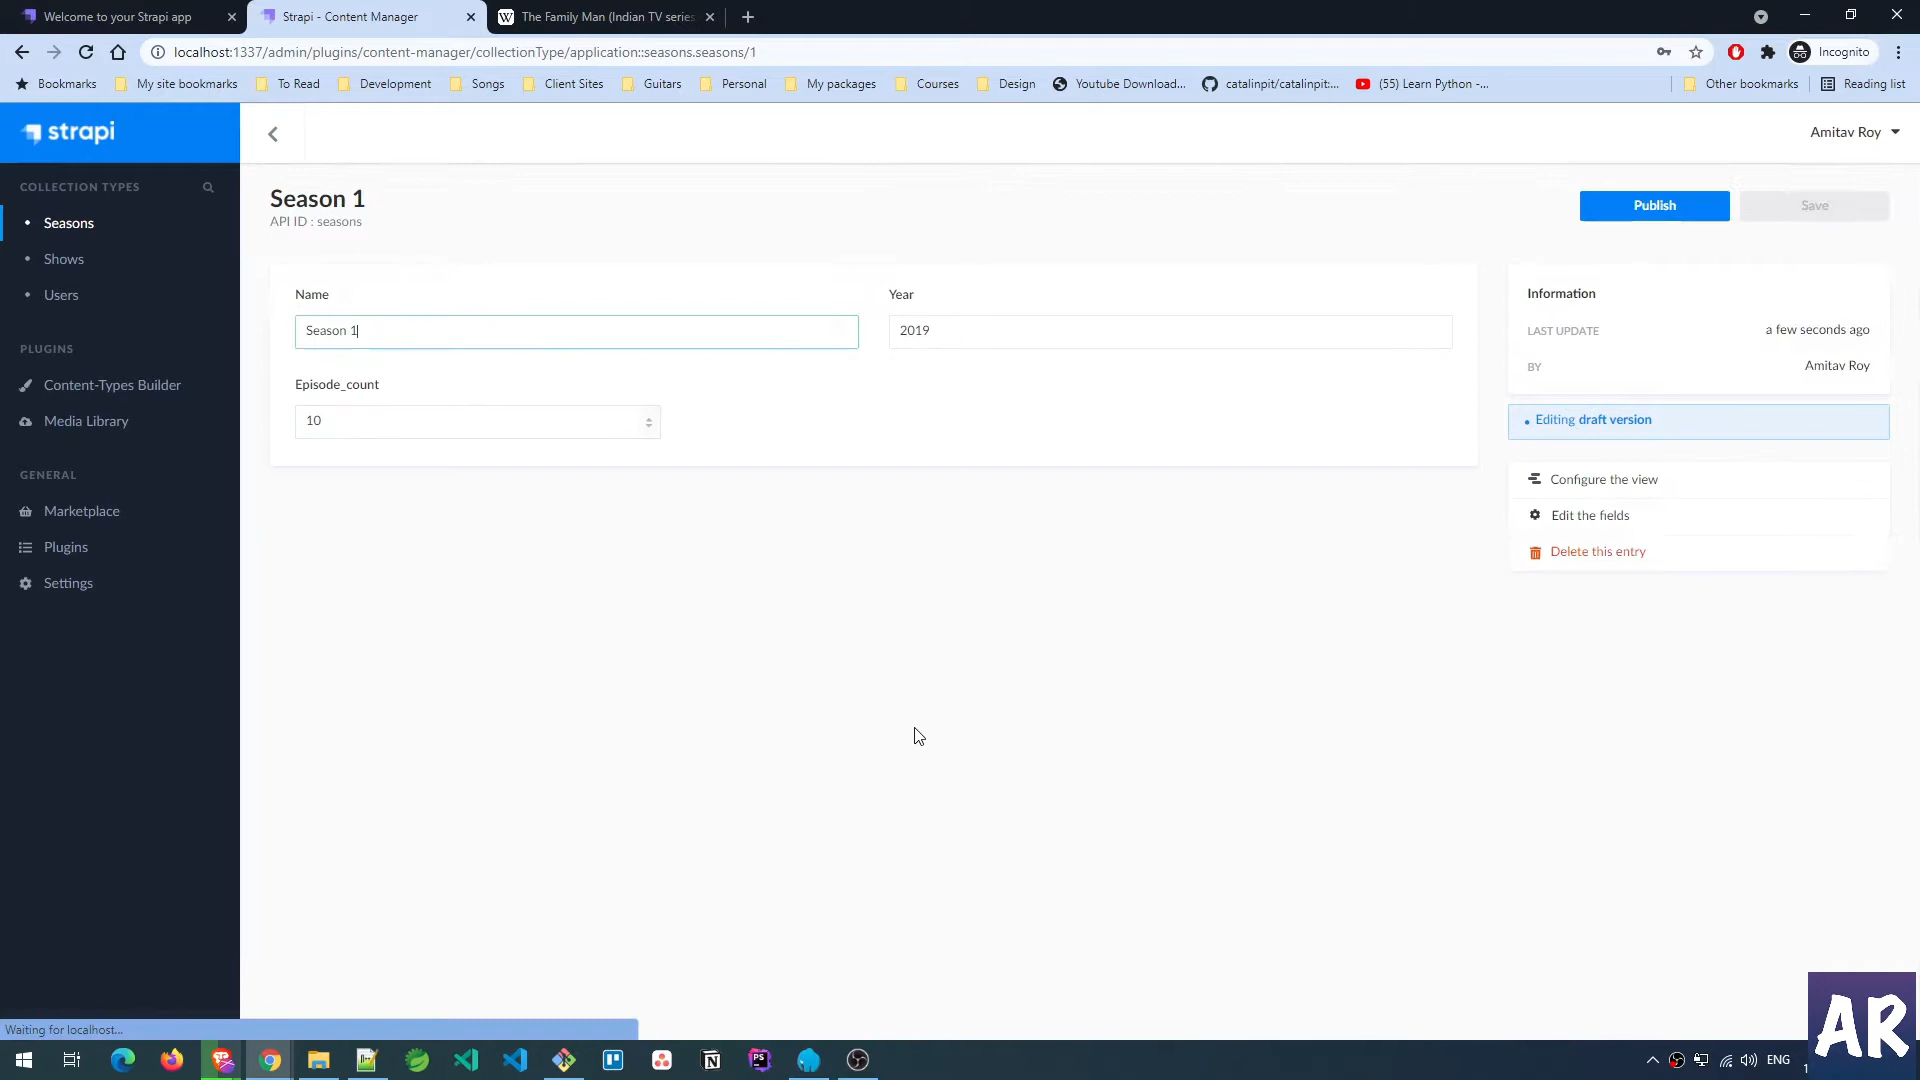 Welcome to your Strapi app
Strapi - Content Manager
The Family Man (Indian TV series
localhost:1337/admin/plugins/content-manager/collectionType/application::seasons.seasons/1
Incognito
Bookmarks
My site bookmarks
To Read
Development
Songs
Client Sites
Guitars
Personal
My packages
Courses
Design
Youtube Download...
catalinpit/catalinpit:...
(55) Learn Python -...
Other bookmarks
Reading list
strapi
Amitav Roy
COLLECTION TYPES
Seasons
Shows
Users
PLUGINS
Content-Types Builder
Media Library
GENERAL
Marketplace
Plugins
Settings
Season 1
API ID : seasons
Publish
Save
Name
Season 1
Year
2019
Episode_count
10
Information
LAST UPDATE
a few seconds ago
BY
Amitav Roy
Editing draft version
Configure the view
Edit the fields
Delete this entry
Waiting for localhost...
ENG
AR